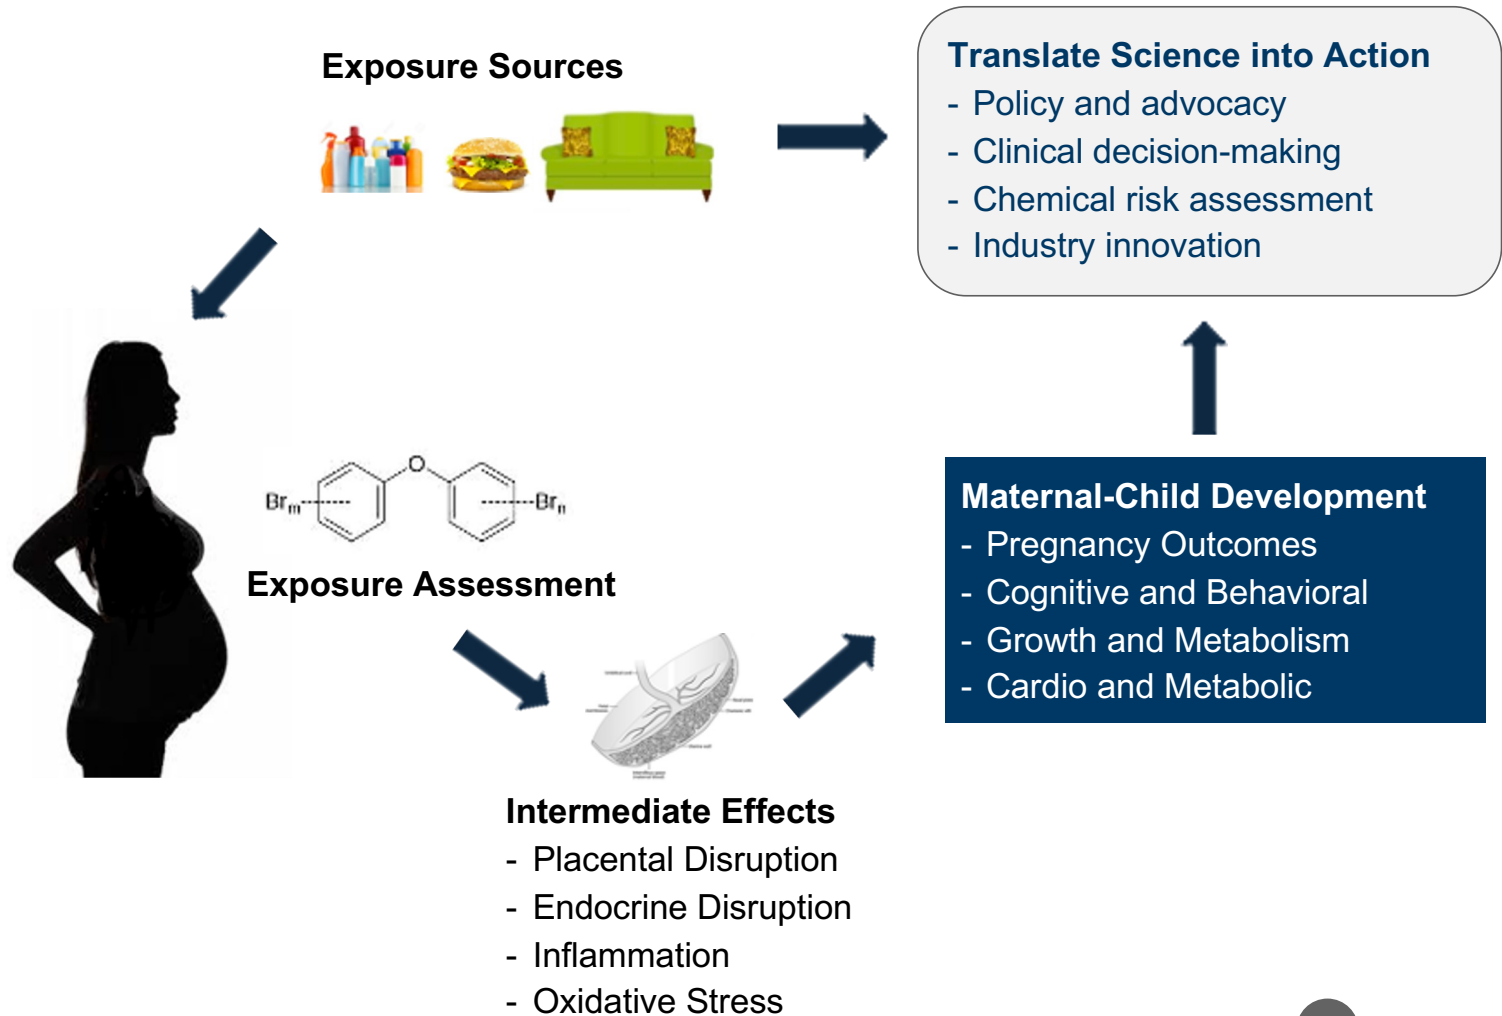 Exposure Sources
Translate Science into Action
- Policy and advocacy
- Clinical decision-making
- Chemical risk assessment
- Industry innovation
Br m O Br n
Exposure Assessment
Maternal-Child Development
- Pregnancy Outcomes
- Cognitive and Behavioral
- Growth and Metabolism
- Cardio and Metabolic
Intermediate Effects
- Placental Disruption
- Endocrine Disruption
- Inflammation
- Oxidative Stress